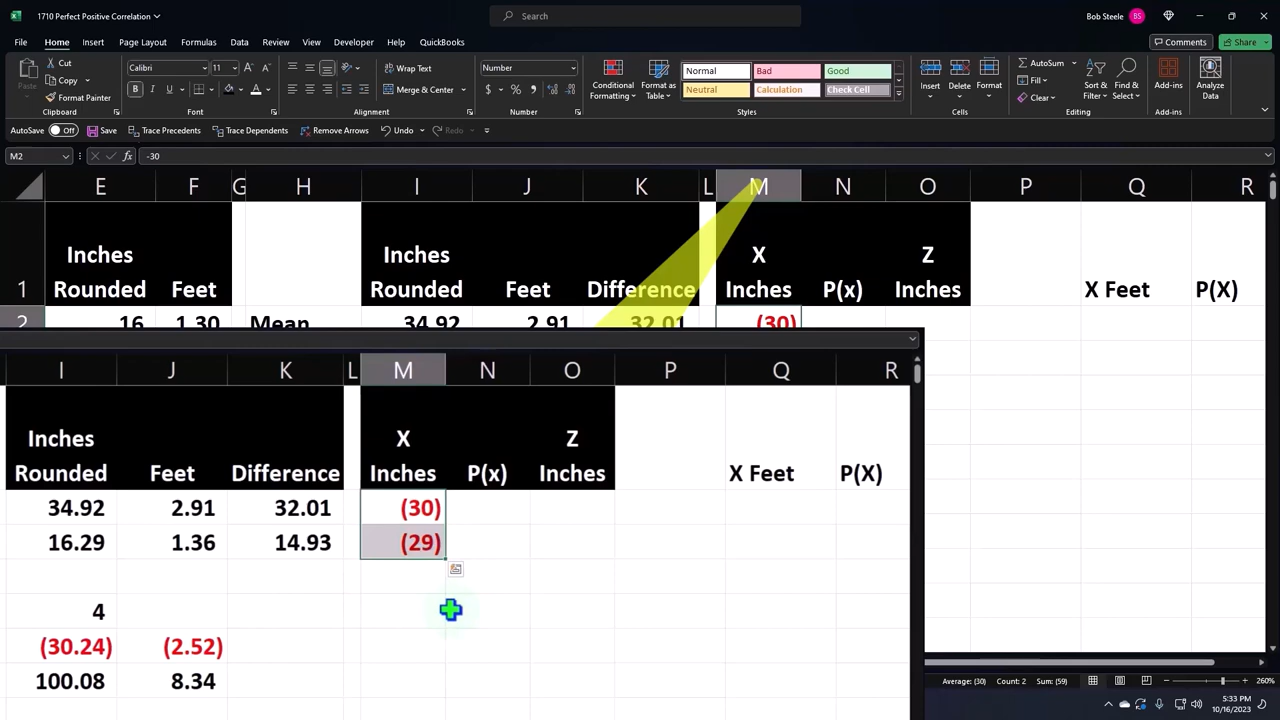 1710 Perfect Positive Correlation
Search
Bob Steele BS
File Home Insert Page Layout Formulas Data Review View Developer Help QuickBooks
Comments Share
Cut
Format Painter
Calibri 11
Wrap Text
Merge & Center
Number
Conditional Formatting
Format as Table
Normal Bad Good
Neutral Calculation Check Cell
Insert Delete Format
AutoSum
Fill
Clear
Sort & Filter
Find & Select
Add-ins
Analyze Data
Font Alignment Number Styles Cells Editing Add-ins
AutoSave Off Save Trace Precedents Trace Dependents Remove Arrows Undo
M2 fx -30
E F G H I J K L M N O P Q R
1 Inches Rounded Feet Inches Rounded Feet Difference X Inches P(x) Z Inches X Feet P(X)
2 16 1.30 Mean 34.92 2.91 32.01 (30)
I J K L M N O P Q R
Inches X Z
Rounded Feet Difference Inches P(x) Inches X Feet P(X)
34.92 2.91 32.01 (30)
16.29 1.36 14.93 (29)
4
(30.24) (2.52)
100.08 8.34
Average: (30) Count: 2 Sum: (59) 260%
5:33 PM
10/16/2023